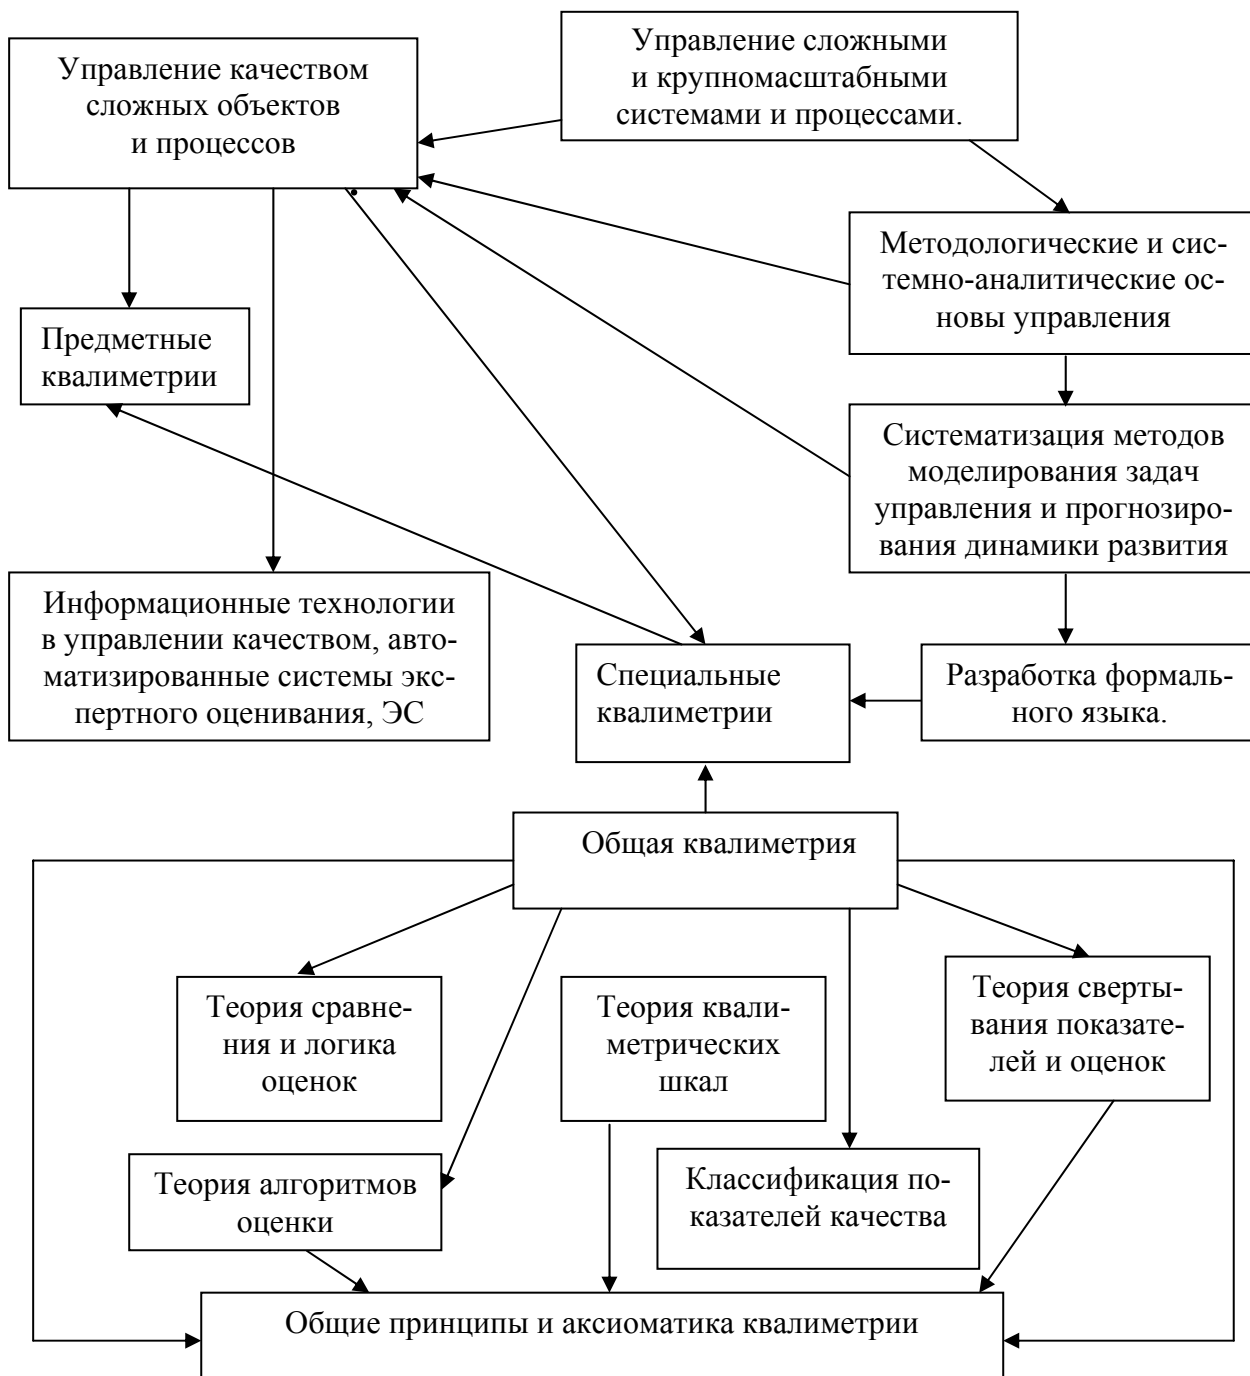 Управление качеством
сложных объектов
и процессов
Управление сложными
и крупномасштабными
системами и процессами.
Методологические и сис-
темно-аналитические ос-
новы управления
Предметные
квалиметрии
Систематизация методов
моделирования задач
управления и прогнозиро-
вания динамики развития
Информационные технологии
в управлении качеством, авто-
матизированные системы экс-
пертного оценивания, ЭС
Специальные
квалиметрии
Разработка формаль-
ного языка.
Общая квалиметрия
Теория сравне-
ния и логика
оценок
Теория квали-
метрических
шкал
Теория сверты-
вания показате-
лей и оценок
Теория алгоритмов
оценки
Классификация по-
казателей качества
Общие принципы и аксиоматика квалиметрии